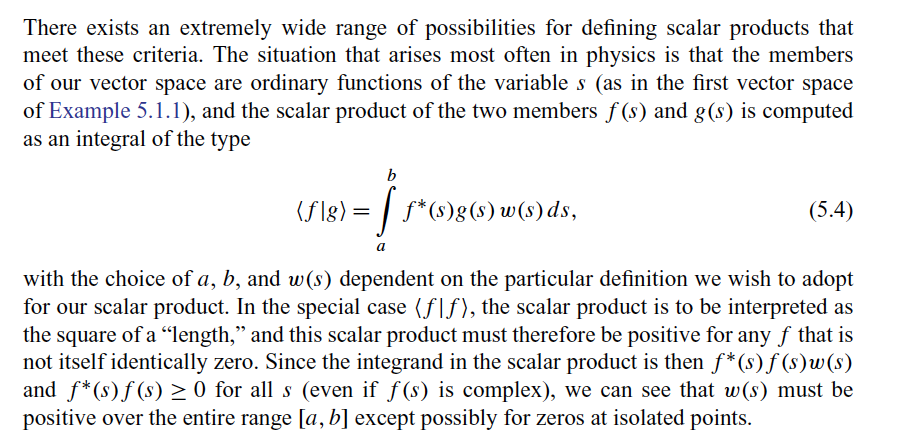 There exists an extremely wide range of possibilities for defining scalar products that
meet these criteria. The situation that arises most often in physics is that the members
of our vector space are ordinary functions of the variable s (as in the first vector space
of Example 5.1.1), and the scalar product of the two members f(s) and g(s) is computed
as an integral of the type
⟨f|g⟩ = ∫_a^b f*(s)g(s) w(s) ds, (5.4)
with the choice of a, b, and w(s) dependent on the particular definition we wish to adopt
for our scalar product. In the special case ⟨f|f⟩, the scalar product is to be interpreted as
the square of a “length,” and this scalar product must therefore be positive for any f that is
not itself identically zero. Since the integrand in the scalar product is then f*(s)f(s)w(s)
and f*(s)f(s) ≥ 0 for all s (even if f(s) is complex), we can see that w(s) must be
positive over the entire range [a, b] except possibly for zeros at isolated points.